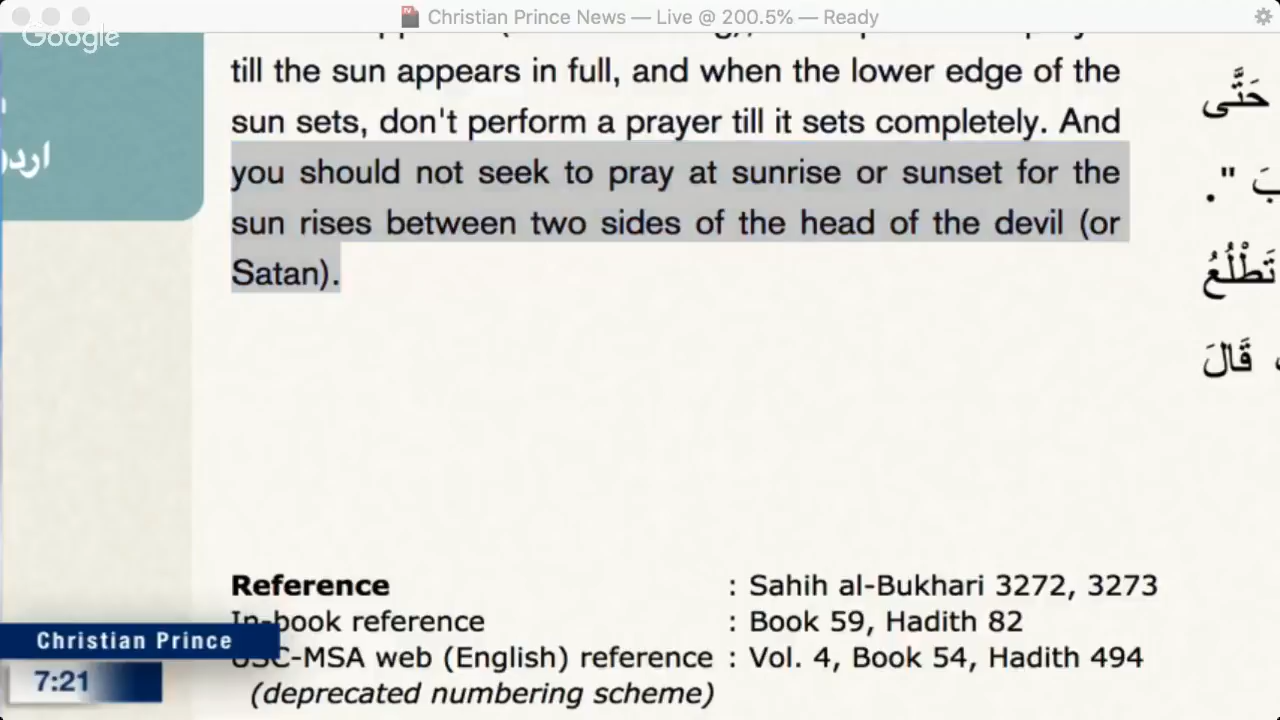 Christian Prince News — Live @ 200.5% — Ready
Google
till the sun appears in full, and when the lower edge of the
sun sets, don't perform a prayer till it sets completely. And
you should not seek to pray at sunrise or sunset for the
sun rises between two sides of the head of the devil (or
Satan).
حَتَّى
".
تَطْلُعُ
قَالَ
اردو
Reference : Sahih al-Bukhari 3272, 3273
In-book reference : Book 59, Hadith 82
USC-MSA web (English) reference : Vol. 4, Book 54, Hadith 494
(deprecated numbering scheme)
Christian Prince
7:21